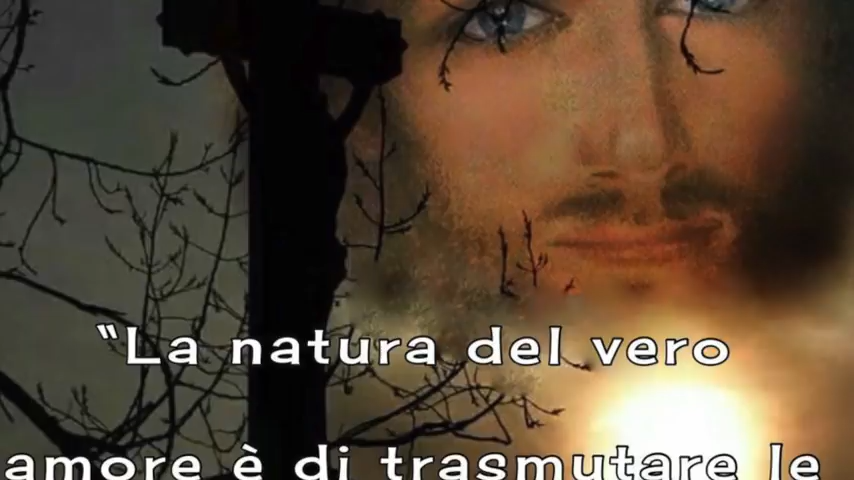 “La natura del vero
amore è di trasmutare le